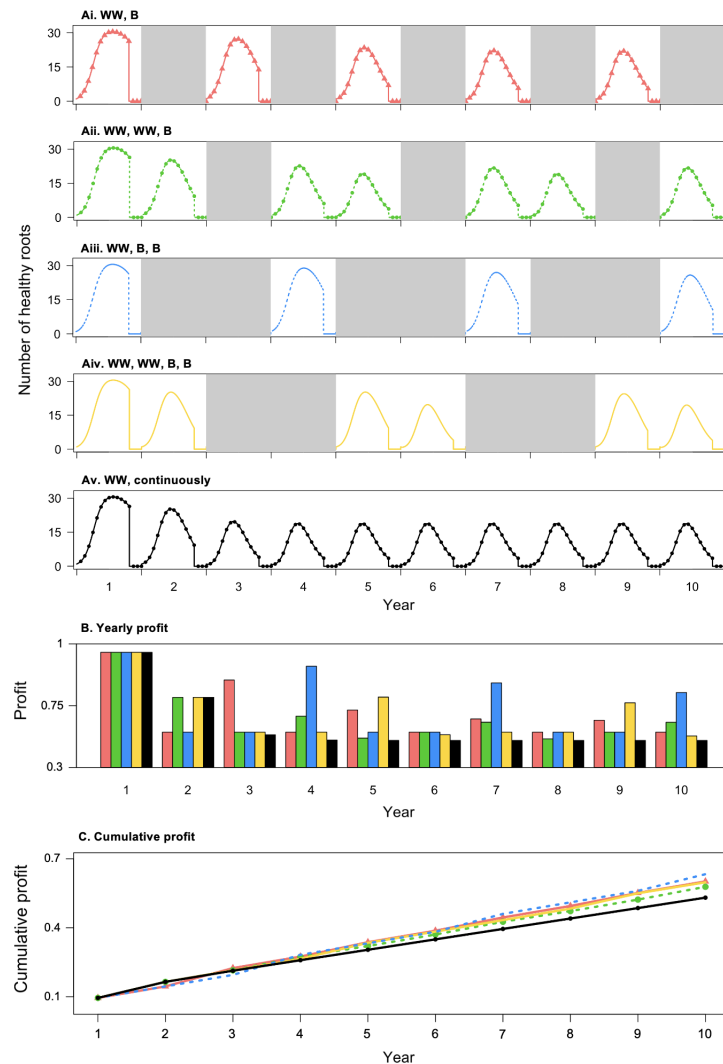 Ai. WW, B
30
15
0
Aii. WW, WW, B
30
15
0
Aiii. WW, B, B
30
15
0
Aiv. WW, WW, B, B
30
15
0
Av. WW, continuously
30
15
0
Number of healthy roots
1 2 3 4 5 6 7 8 9 10
Year
B. Yearly profit
1
0.75
0.3
Profit
1 2 3 4 5 6 7 8 9 10
Year
C. Cumulative profit
0.7
0.4
0.1
Cumulative profit
1 2 3 4 5 6 7 8 9 10
Year